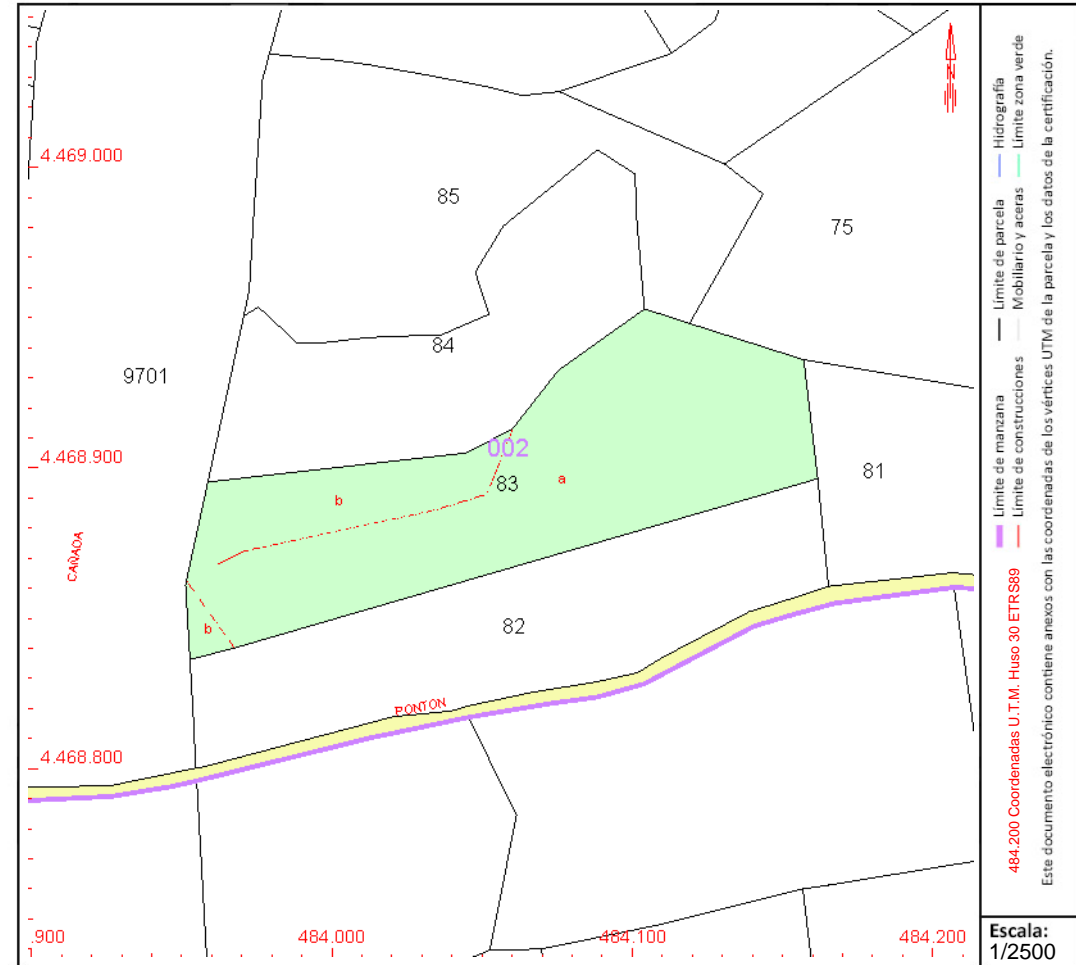 4.469.000
85
75
84
9701
4.468.900
002
83
a
b
81
CAÑADA
b
82
PONTON
4.468.800
.900
484.000
484.100
484.200
N
Límite de manzana
Límite de parcela
Hidrografía
Límite de construcciones
Mobiliario y aceras
Límite zona verde
484.200 Coordenadas U.T.M. Huso 30 ETRS89
Este documento electrónico contiene anexos con las coordenadas de los vértices UTM de la parcela y los datos de la certificación.
Escala:
1/2500